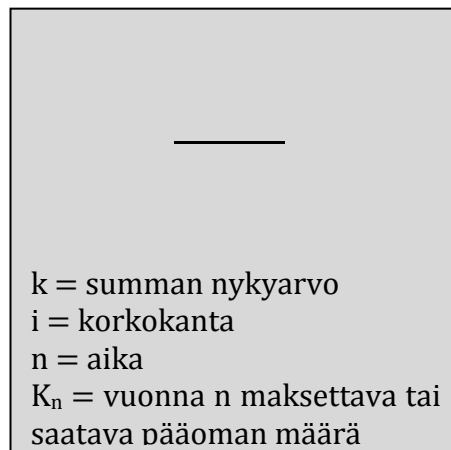 k = summan nykyarvo
i = korkokanta
n = aika
Kₙ = vuonna n maksettava tai
saatava pääoman määrä